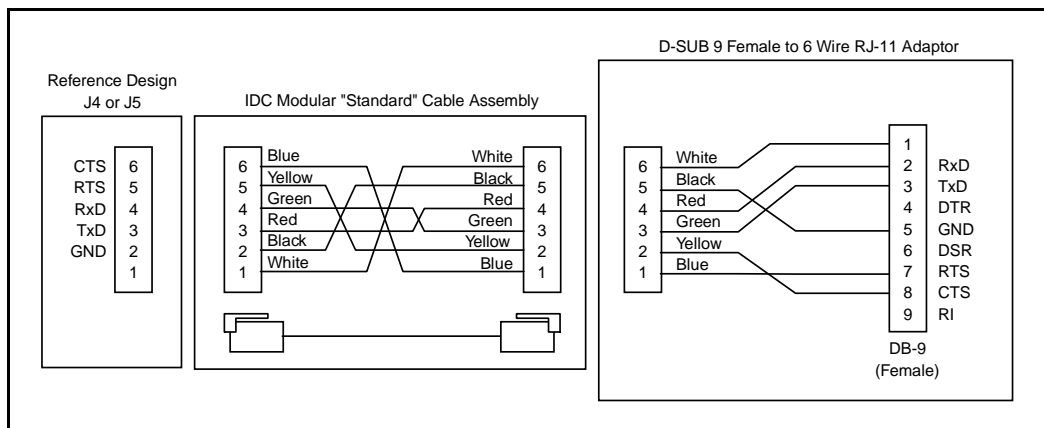 D-SUB 9 Female to 6 Wire RJ-11 Adaptor
Reference Design
J4 or J5
IDC Modular "Standard" Cable Assembly
CTS 6
RTS 5
RxD 4
TxD 3
GND 2
1
6 Blue White 6
5 Yellow Black 5
4 Green Red 4
3 Red Green 3
2 Black Yellow 2
1 White Blue 1
6 White
5 Black
4 Red
3 Green
2 Yellow
1 Blue
1
2 RxD
3 TxD
4 DTR
5 GND
6 DSR
7 RTS
8 CTS
9 RI
DB-9
(Female)